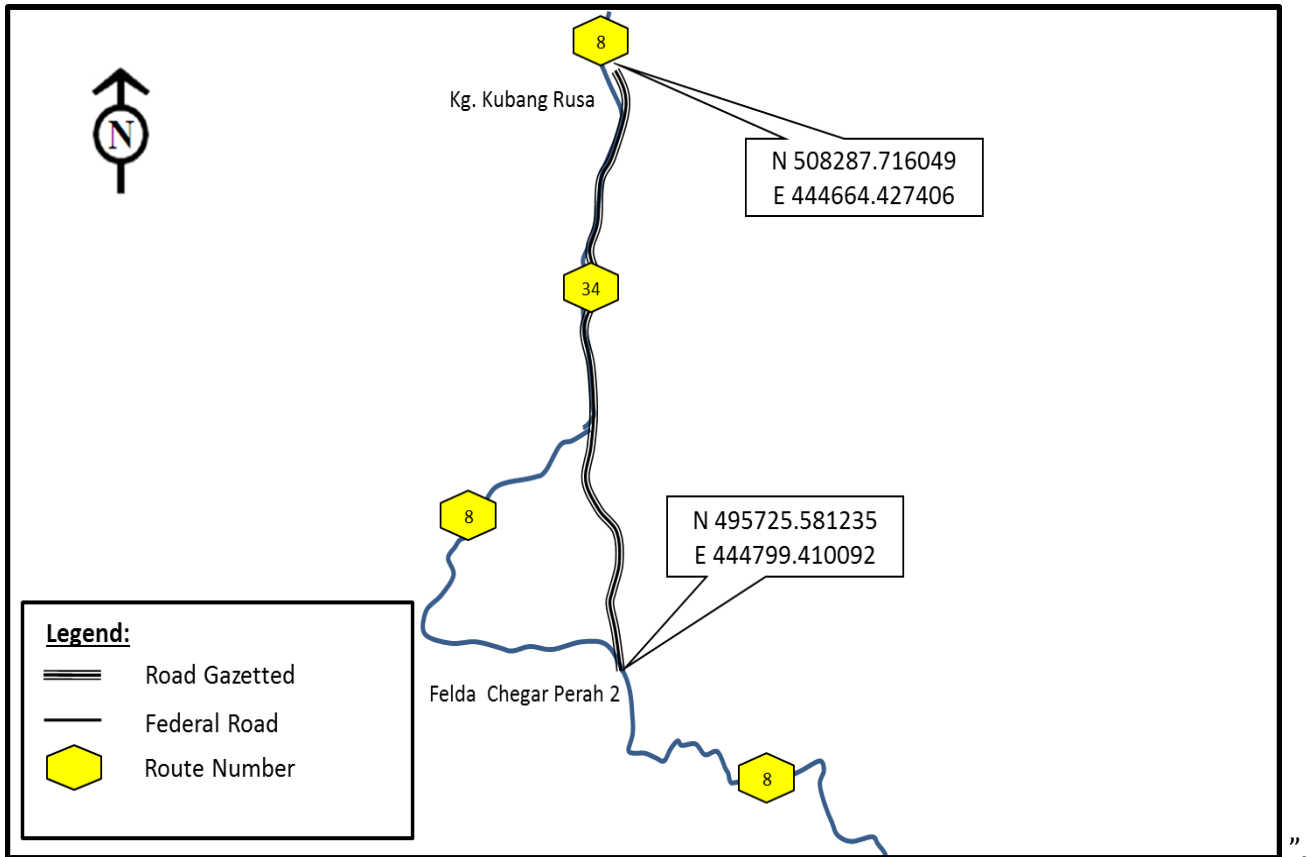 8
Kg. Kubang Rusa
N
N 508287.716049
E 444664.427406
34
8
N 495725.581235
E 444799.410092
Legend:
Road Gazetted
Federal Road
Route Number
Felda Chegar Perah 2
8
”